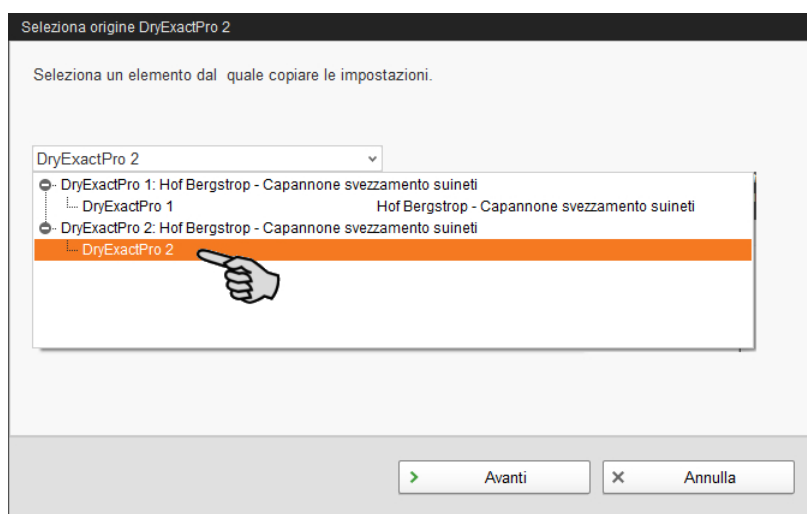 Seleziona origine DryExactPro 2
Seleziona un elemento dal quale copiare le impostazioni.
DryExactPro 2
DryExactPro 1: Hof Bergstrop - Capannone svezzamento suineti
DryExactPro 1 Hof Bergstrop - Capannone svezzamento suineti
DryExactPro 2: Hof Bergstrop - Capannone svezzamento suineti
DryExactPro 2
Avanti Annulla